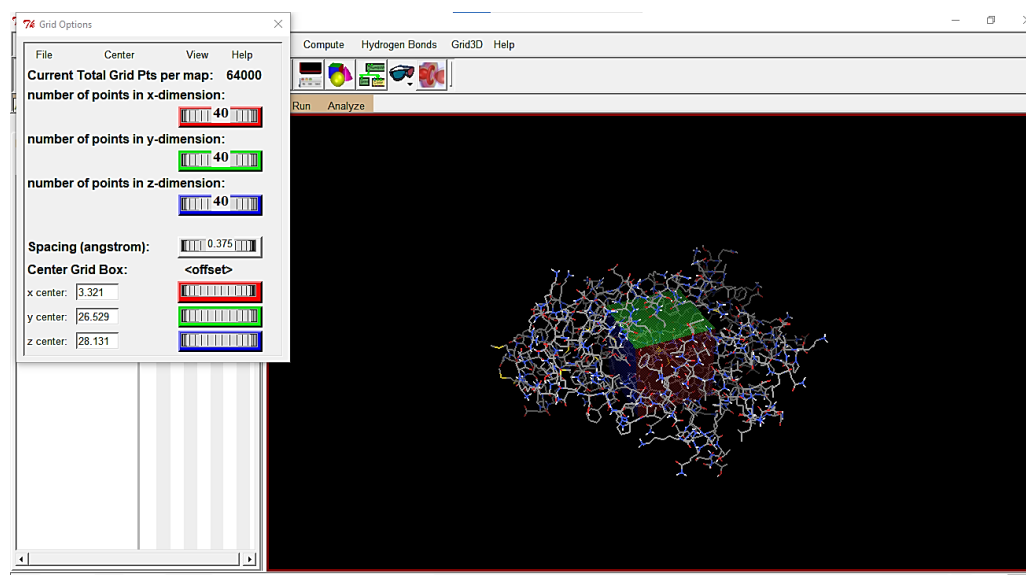 Grid Options
File Center View Help
Current Total Grid Pts per map: 64000
number of points in x-dimension:
40
number of points in y-dimension:
40
number of points in z-dimension:
40
Spacing (angstrom): 0.375
Center Grid Box: <offset>
x center: 3.321
y center: 26.529
z center: 28.131
Compute Hydrogen Bonds Grid3D Help
Run Analyze